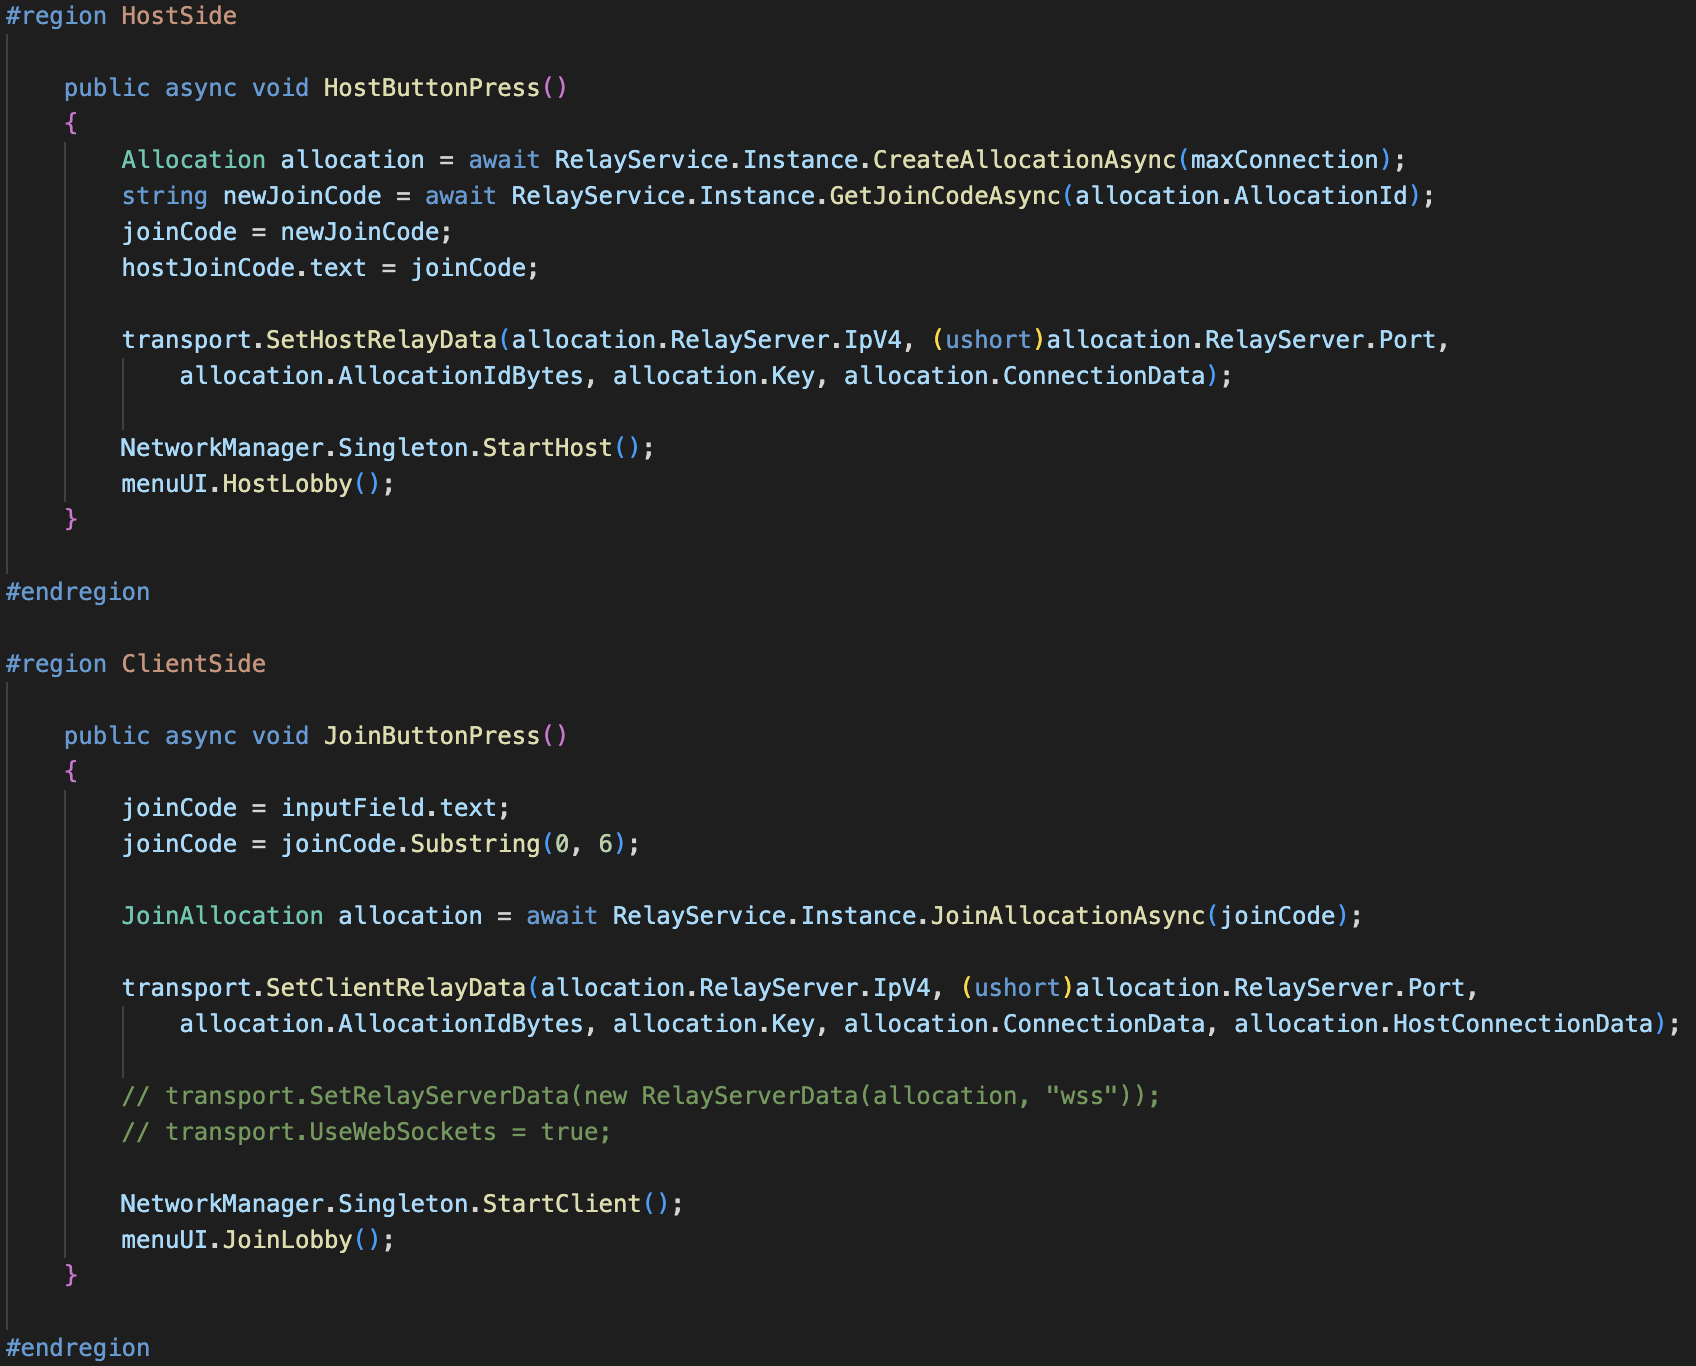 #region HostSide
public async void HostButtonPress()
{
Allocation allocation = await RelayService.Instance.CreateAllocationAsync(maxConnection);
string newJoinCode = await RelayService.Instance.GetJoinCodeAsync(allocation.AllocationId);
joinCode = newJoinCode;
hostJoinCode.text = joinCode;
transport.SetHostRelayData(allocation.RelayServer.IpV4, (ushort)allocation.RelayServer.Port,
allocation.AllocationIdBytes, allocation.Key, allocation.ConnectionData);
NetworkManager.Singleton.StartHost();
menuUI.HostLobby();
}
#endregion
#region ClientSide
public async void JoinButtonPress()
{
joinCode = inputField.text;
joinCode = joinCode.Substring(0, 6);
JoinAllocation allocation = await RelayService.Instance.JoinAllocationAsync(joinCode);
transport.SetClientRelayData(allocation.RelayServer.IpV4, (ushort)allocation.RelayServer.Port,
allocation.AllocationIdBytes, allocation.Key, allocation.ConnectionData, allocation.HostConnectionData);
// transport.SetRelayServerData(new RelayServerData(allocation, "wss"));
// transport.UseWebSockets = true;
NetworkManager.Singleton.StartClient();
menuUI.JoinLobby();
}
#endregion